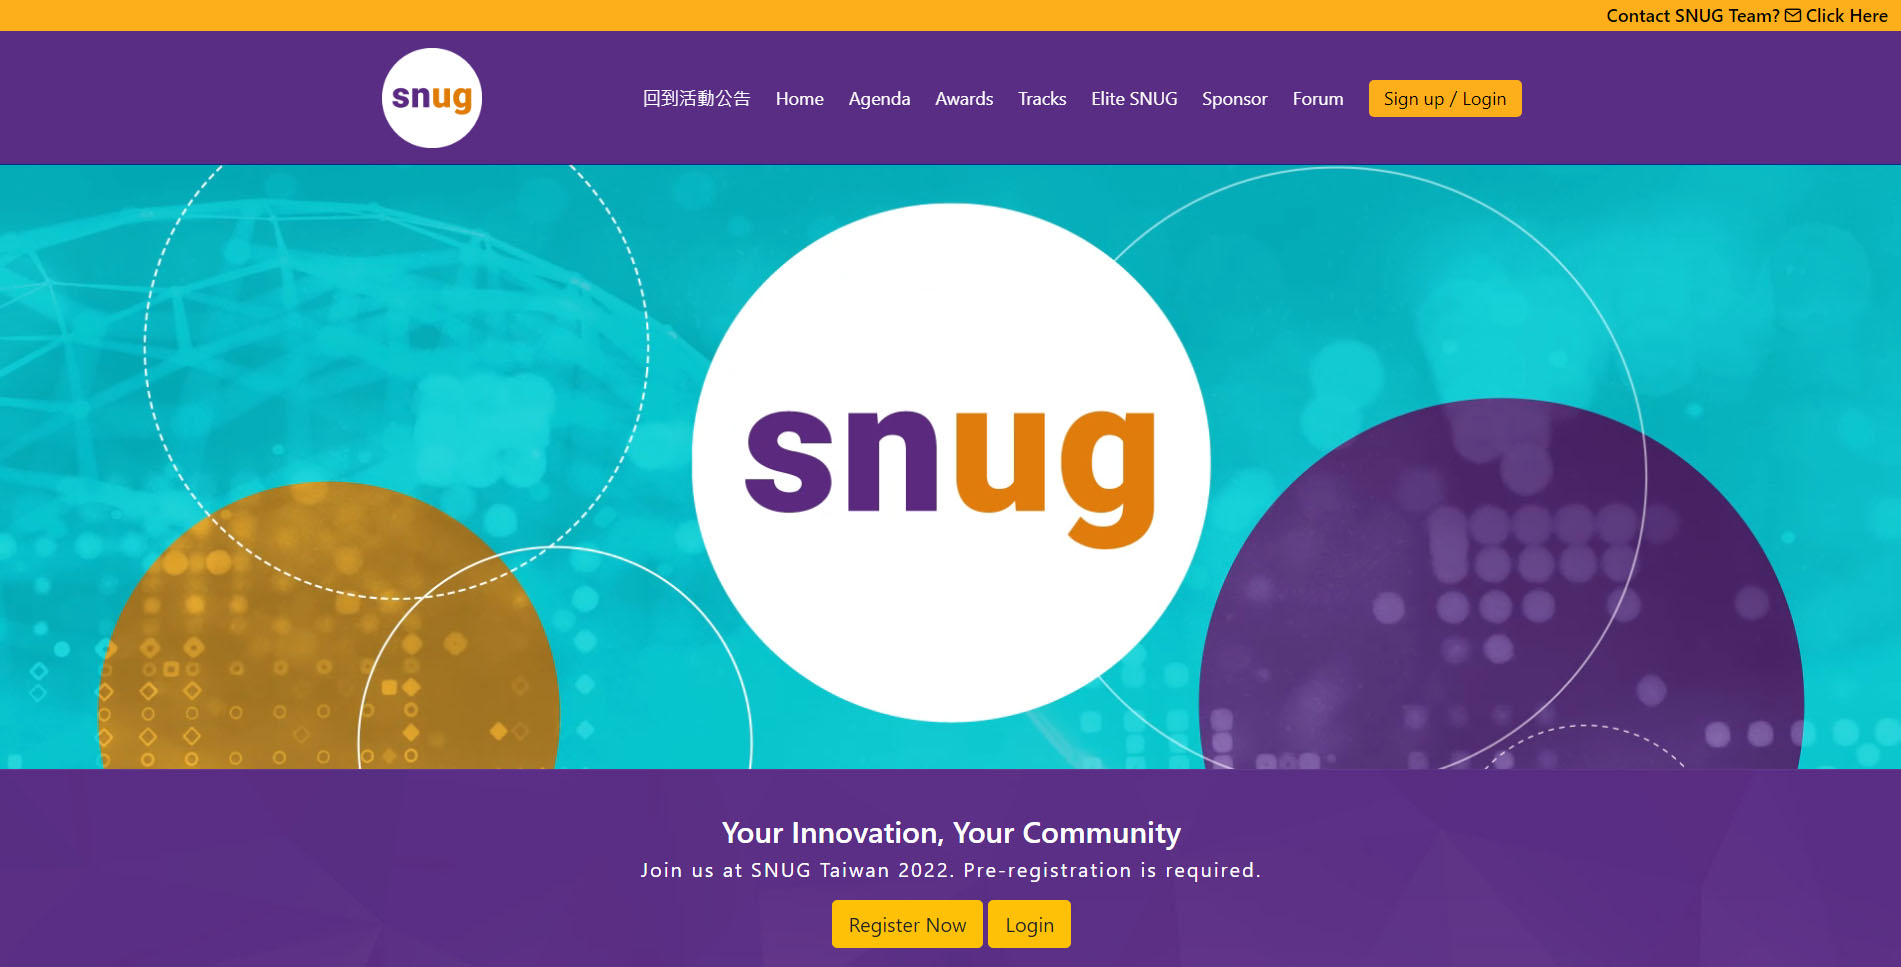 Contact SNUG Team? Click Here
snug
回到活動公告 Home Agenda Awards Tracks Elite SNUG Sponsor Forum Sign up / Login
snug
Your Innovation, Your Community
Join us at SNUG Taiwan 2022. Pre-registration is required.
Register Now Login